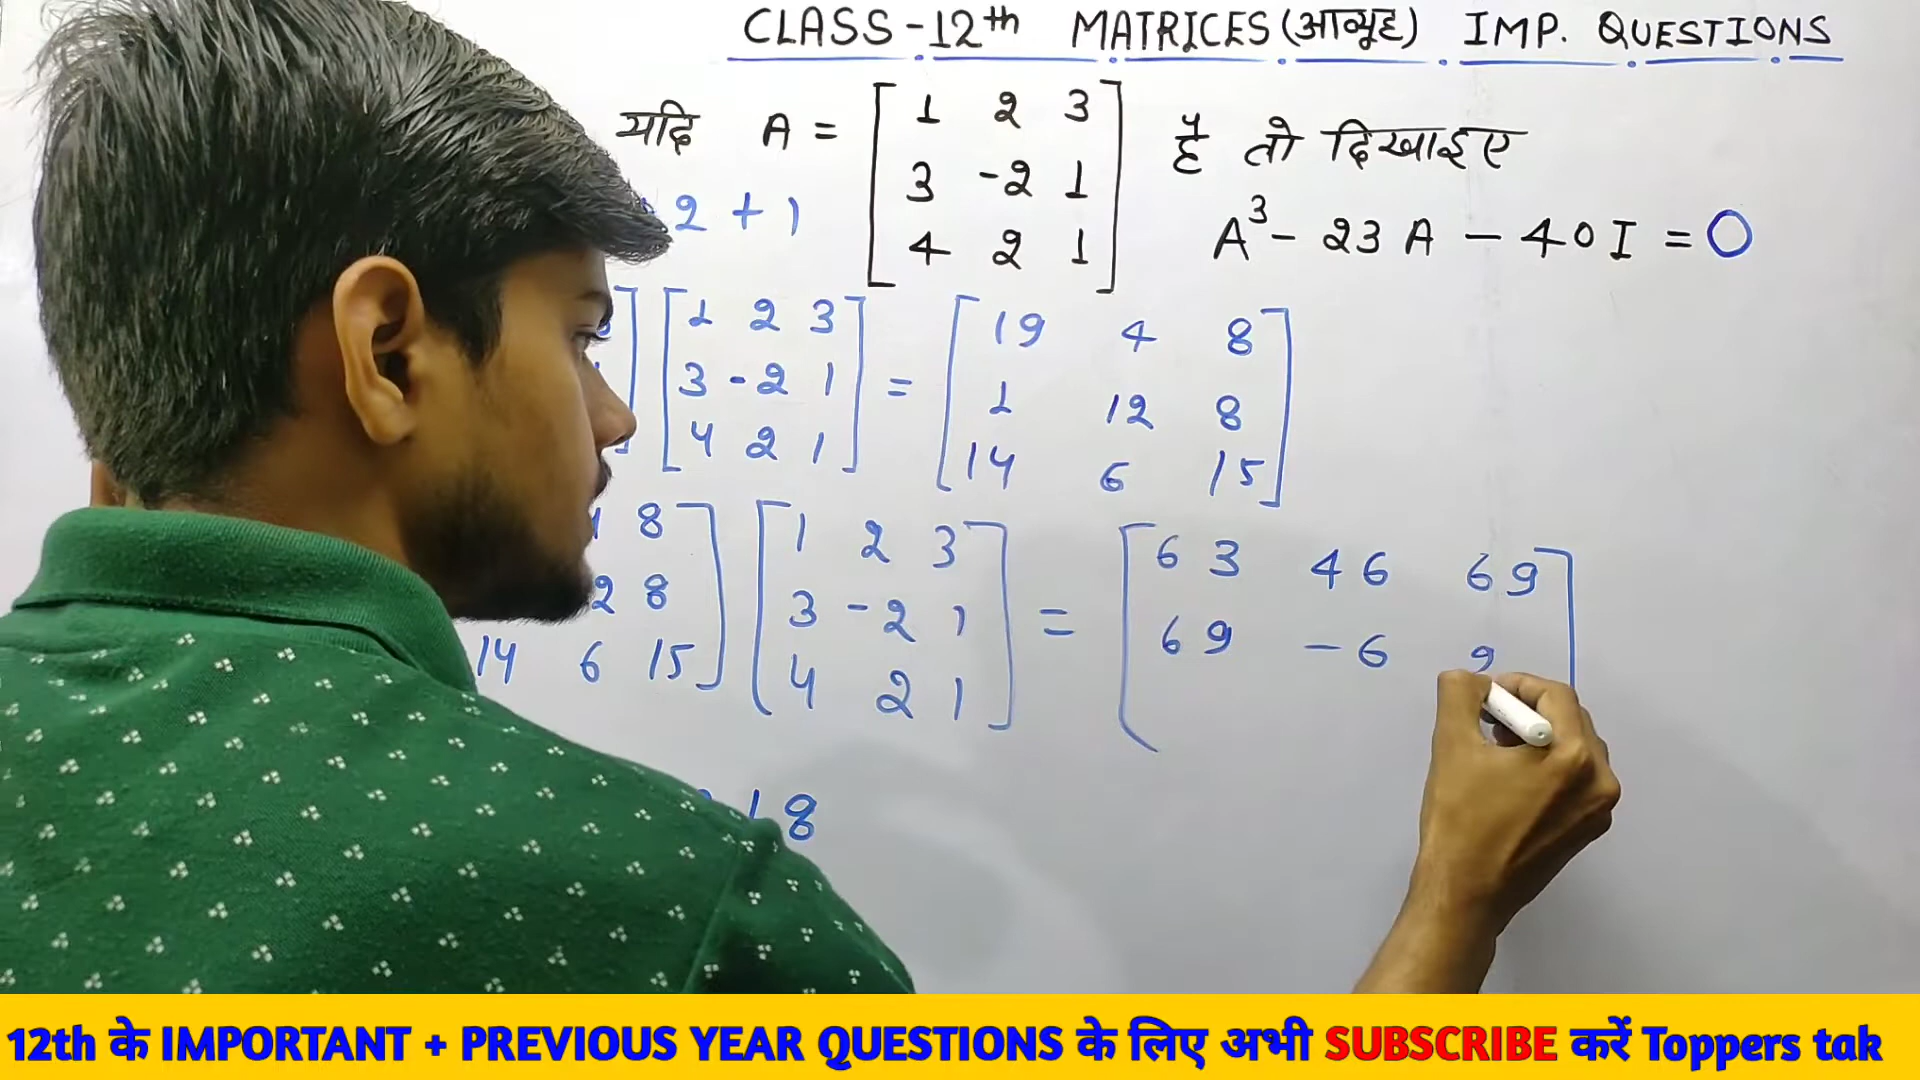 CLASS-12th MATRICES (आव्यूह) IMP. QUESTIONS
यदि A = [1 2 3
3 -2 1
4 2 1] है तो दिखाइए
A³ - 23A - 40I = O
2 + 1
[1 2 3
3 -2 1
4 2 1] = [19 4 8
1 12 8
14 6 15]
8
2 8
14 6 15] [1 2 3
3 -2 1
4 2 1] = [63 46 69
69 -6 9
18
12th के IMPORTANT + PREVIOUS YEAR QUESTIONS के लिए अभी SUBSCRIBE करें Toppers tak